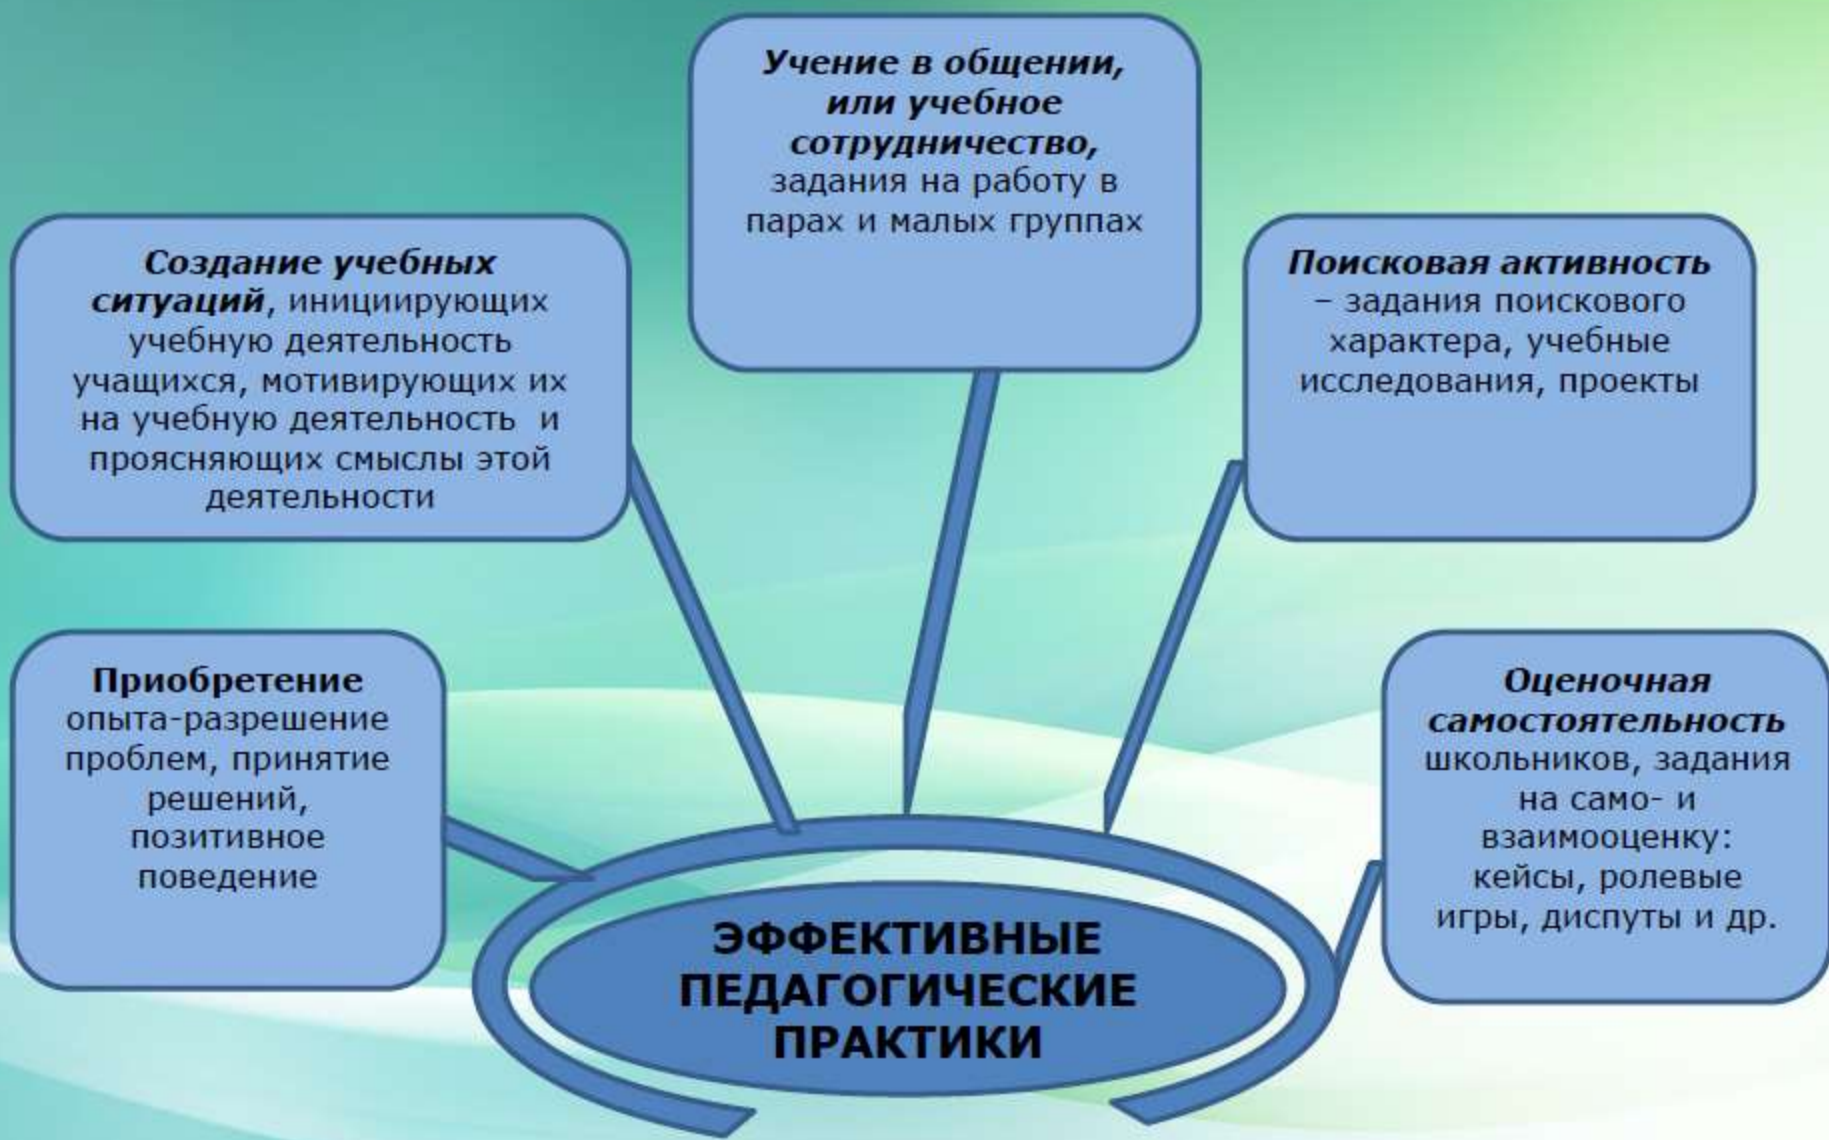 Учение в общении,
или учебное
сотрудничество,
задания на работу в
парах и малых группах
Создание учебных
ситуаций, инициирующих
учебную деятельность
учащихся, мотивирующих их
на учебную деятельность и
проясняющих смыслы этой
деятельности
Поисковая активность
– задания поискового
характера, учебные
исследования, проекты
Приобретение
опыта-разрешение
проблем, принятие
решений,
позитивное
поведение
Оценочная
самостоятельность
школьников, задания
на само- и
взаимооценку:
кейсы, ролевые
игры, диспуты и др.
ЭФФЕКТИВНЫЕ
ПЕДАГОГИЧЕСКИЕ
ПРАКТИКИ